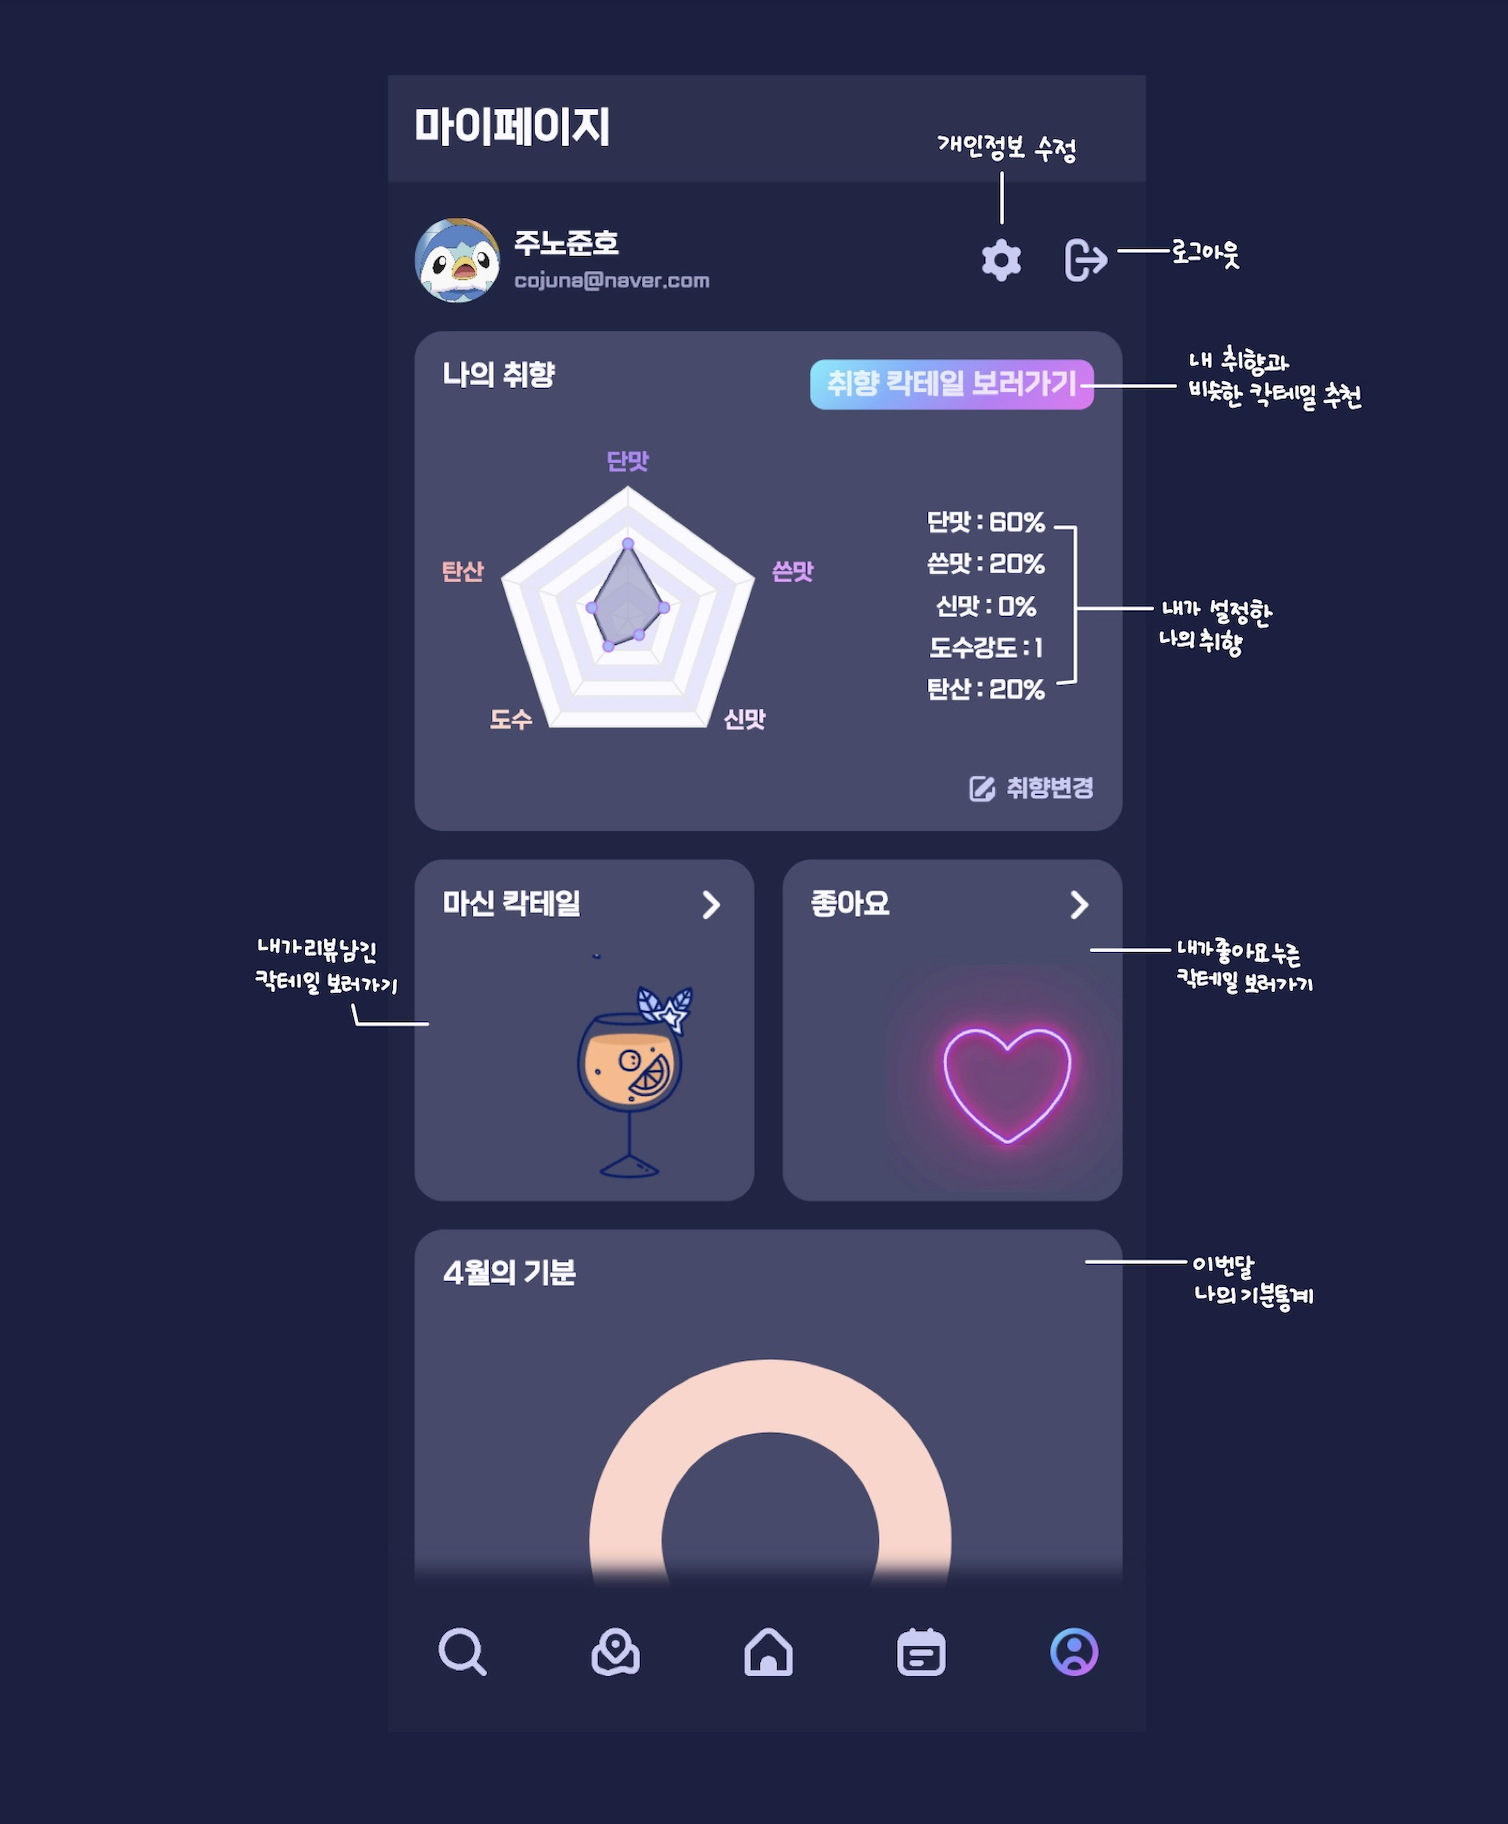 마이페이지
개인정보 수정
주노준호
cojuna@naver.com
로그아웃
나의 취향
취향 칵테일 보러가기
내 취향과
비슷한 칵테일 추천
단맛
탄산
쓴맛
도수
신맛
단맛 : 60%
쓴맛 : 20%
신맛 : 0%
도수강도 : 1
탄산 : 20%
내가 설정한
나의 취향
취향변경
마신 칵테일
좋아요
내가 리뷰남긴
칵테일 보러가기
내가 좋아요 누른
칵테일 보러가기
4월의 기분
이번달
나의 기분통계